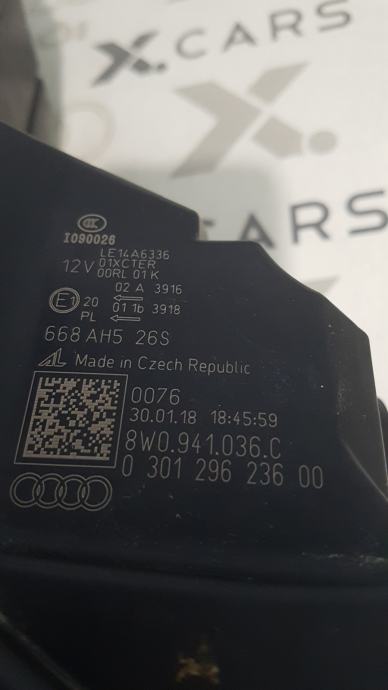 X.CARS
X.
X.CARS
CCC
I090026
LE14A6336
12V 01XCTER
00RL 01K
02 A 3916
E1 20 01 1b 3918
PL
668 AH5 26S
AL Made in Czech Republic
0076
30.01.18 18:45:59
8W0.941.036.C
0 301 296 236 00